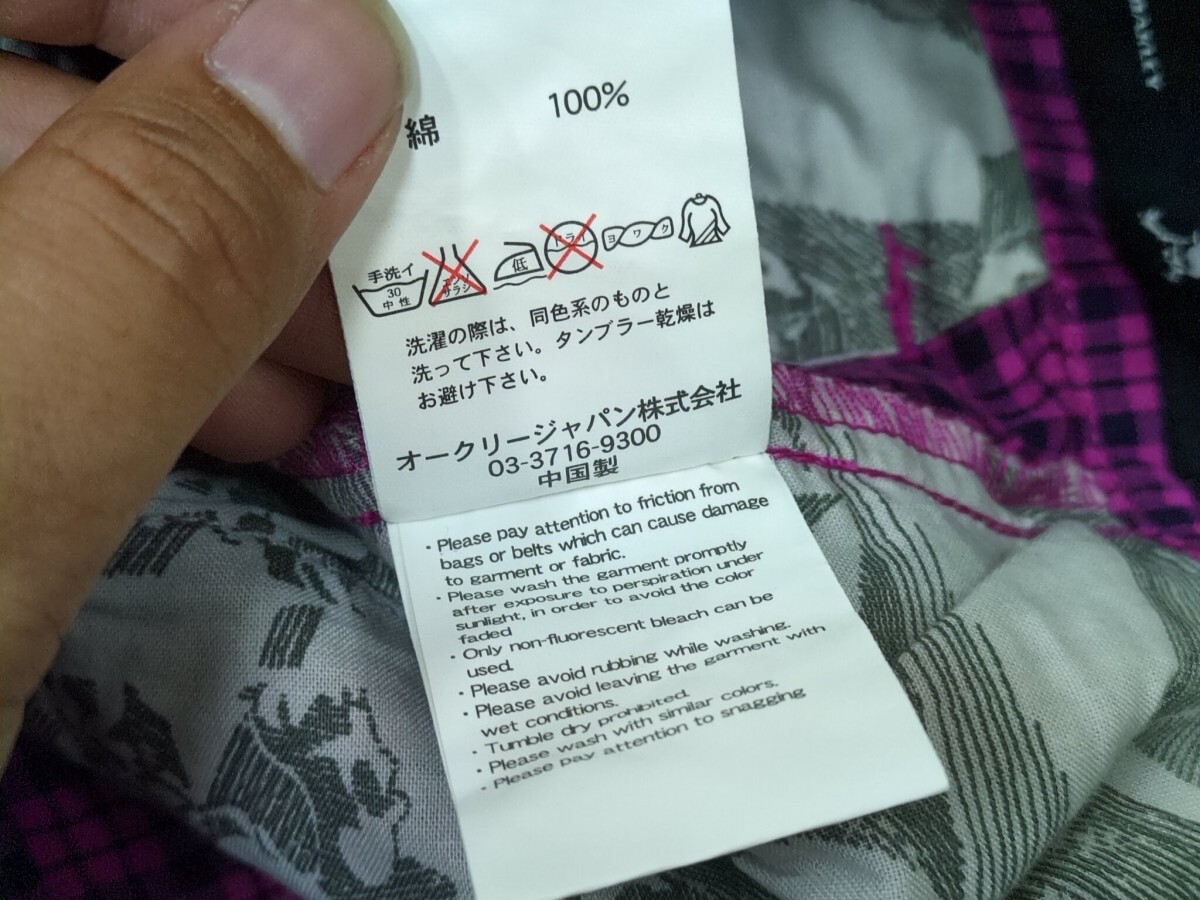 綿 100%
手洗イ
30
中性
サラシ
低
ドライ
ヨワク
洗濯の際は、同色系のものと
洗って下さい。タンブラー乾燥は
お避け下さい。
オークリージャパン株式会社
03-3716-9300
中国製
・Please pay attention to friction from
bags or belts which can cause damage
to garment or fabric.
・Please wash the garment promptly
after exposure to perspiration under
sunlight, in order to avoid the color
faded
・Only non-fluorescent bleach can be
used.
・Please avoid rubbing while washing.
・Please avoid leaving the garment with
wet conditions.
・Tumble dry prohibited.
・Please wash with similar colors.
・Please pay attention to snagging